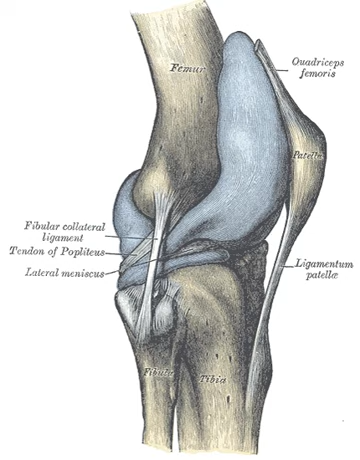 Femur
Quadriceps
femoris
Patella
Fibular collateral
ligament
Tendon of Popliteus
Lateral meniscus
Ligamentum
patellæ
Fibula
Tibia